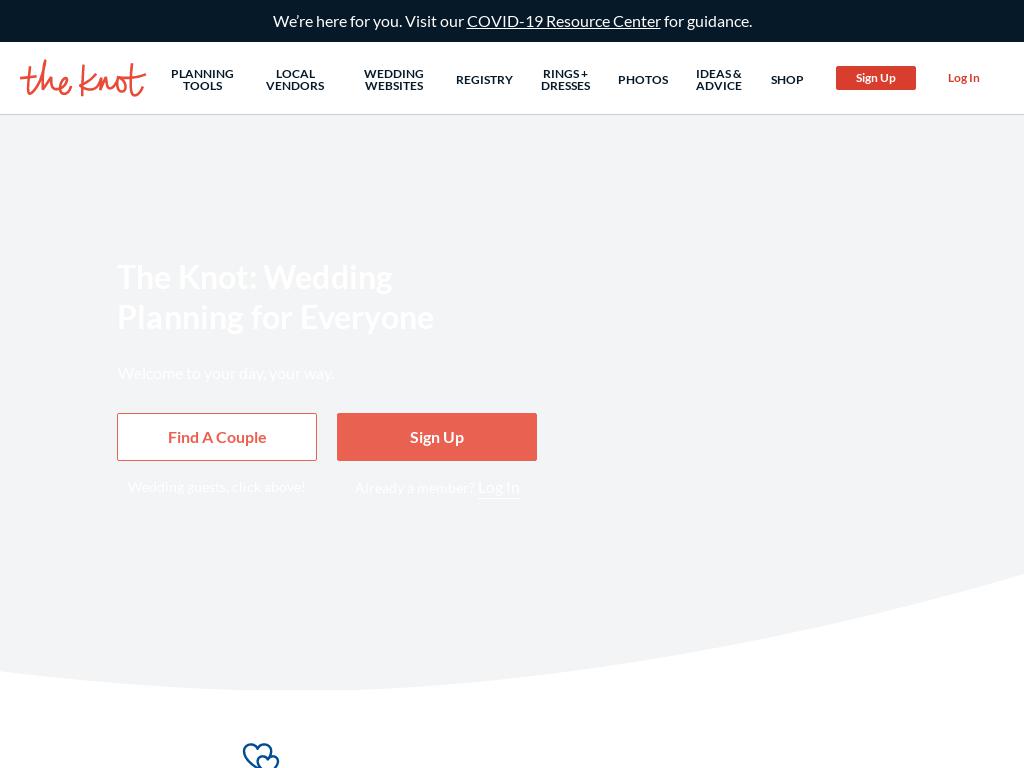 We're here for you. Visit our COVID-19 Resource Center for guidance.
the knot
PLANNING
TOOLS
LOCAL
VENDORS
WEDDING
WEBSITES
REGISTRY
RINGS +
DRESSES
PHOTOS
IDEAS &
ADVICE
SHOP
Sign Up
Log In
The Knot: Wedding
Planning for Everyone
Welcome to your day, your way.
Find A Couple
Sign Up
Wedding guests, click above!
Already a member? Log In